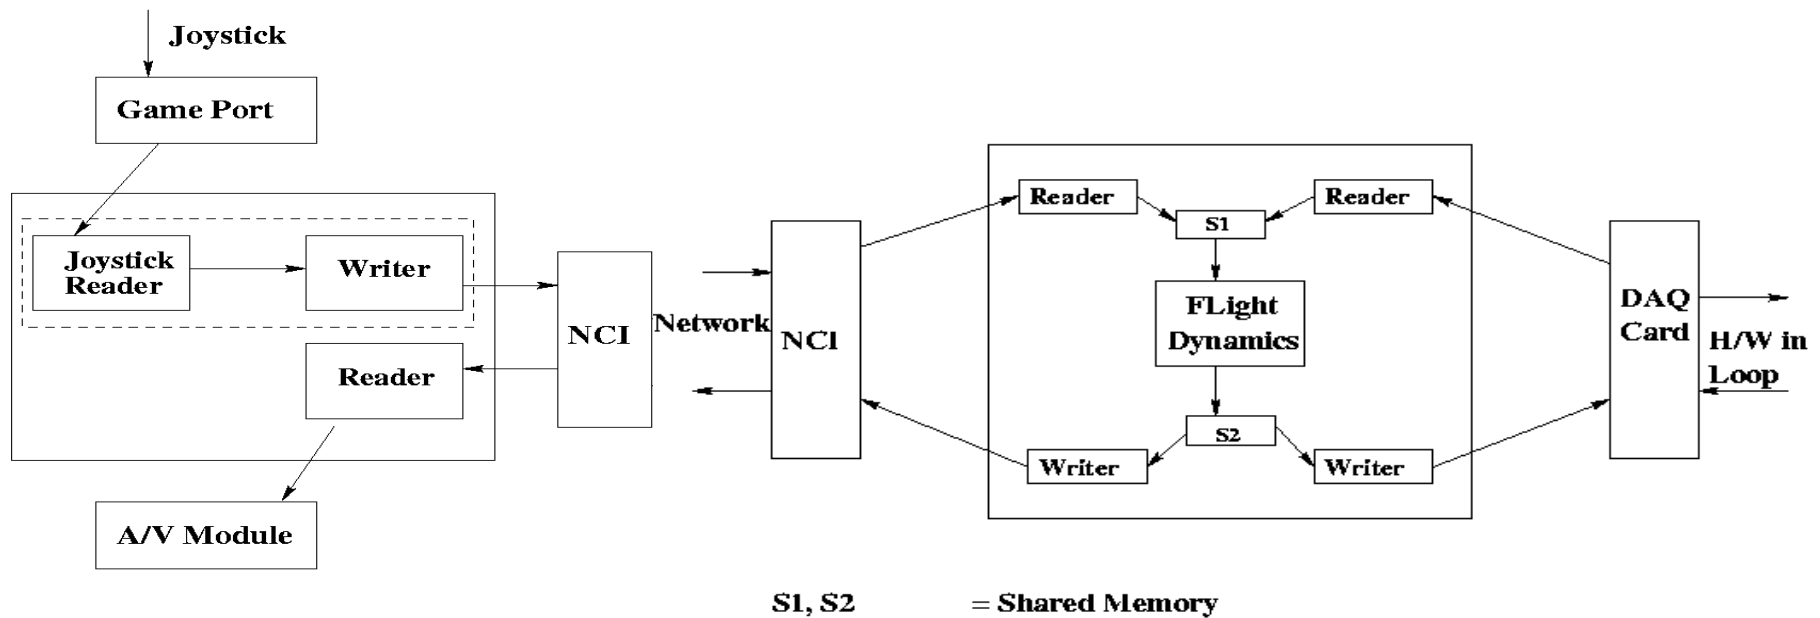 Joystick
Game Port
Joystick
Reader
Writer
Reader
A/V Module
NCI
Network
NCI
Reader
Reader
S1
FLight
Dynamics
S2
Writer
Writer
DAQ
Card
H/W in
Loop
S1, S2 = Shared Memory